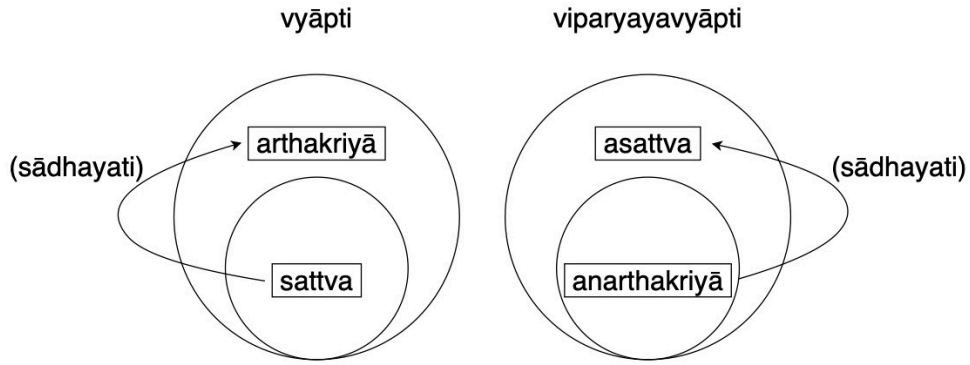 vyāpti
viparyayavyāpti
arthakriyā
asattva
(sādhayati)
(sādhayati)
sattva
anarthakriyā